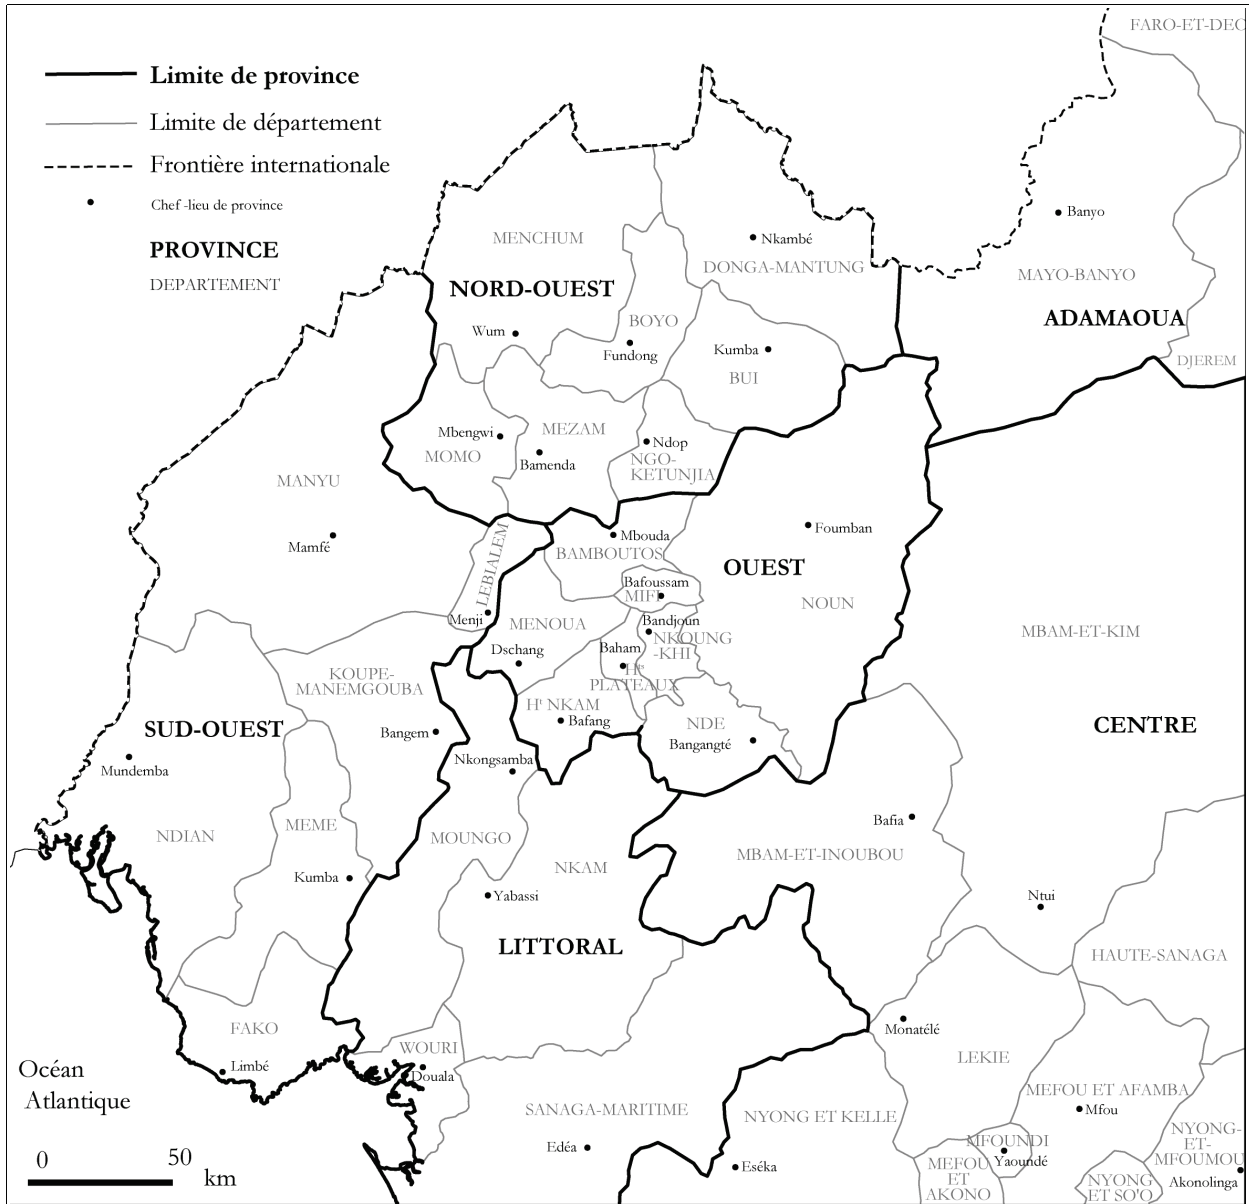 FARO-ET-DEO
Limite de province
Limite de département
Frontière internationale
Chef -lieu de province
PROVINCE
DEPARTEMENT
Banyo
MAYO-BANYO
ADAMAOUA
DJEREM
MENCHUM
NORD-OUEST
Wum
Nkambé
DONGA-MANTUNG
BOYO
Fundong
Kumba
BUI
Mbengwi
MOMO
MEZAM
Bamenda
Ndop
NGO-
KETUNJIA
MANYU
Mamfé
LEBIALEM
Menji
Mbouda
BAMBOUTOS
Bafoussam
MIFI
OUEST
Foumban
NOUN
MENOUA
Dschang
Bandjoun
NKOUNG
-KHI
Baham
Hts
PLATEAUX
Ht NKAM
Bafang
NDE
Bangangté
MBAM-ET-KIM
CENTRE
KOUPE-
MANEMGOUBA
Bangem
SUD-OUEST
Mundemba
NDIAN
MEME
Kumba
Nkongsamba
MOUNGO
NKAM
Yabassi
LITTORAL
Bafia
MBAM-ET-INOUBOU
Ntui
HAUTE-SANAGA
FAKO
Limbé
WOURI
Douala
Monatélé
LEKIE
SANAGA-MARITIME
Edéa
NYONG ET KELLE
Eséka
MEFOU ET AFAMBA
Mfou
MFOUNDI
Yaoundé
MEFOU
ET
AKONO
NYONG
ET SO'O
NYONG-
ET-
MFOUMOU
Akonolinga
Océan
Atlantique
0 50 km